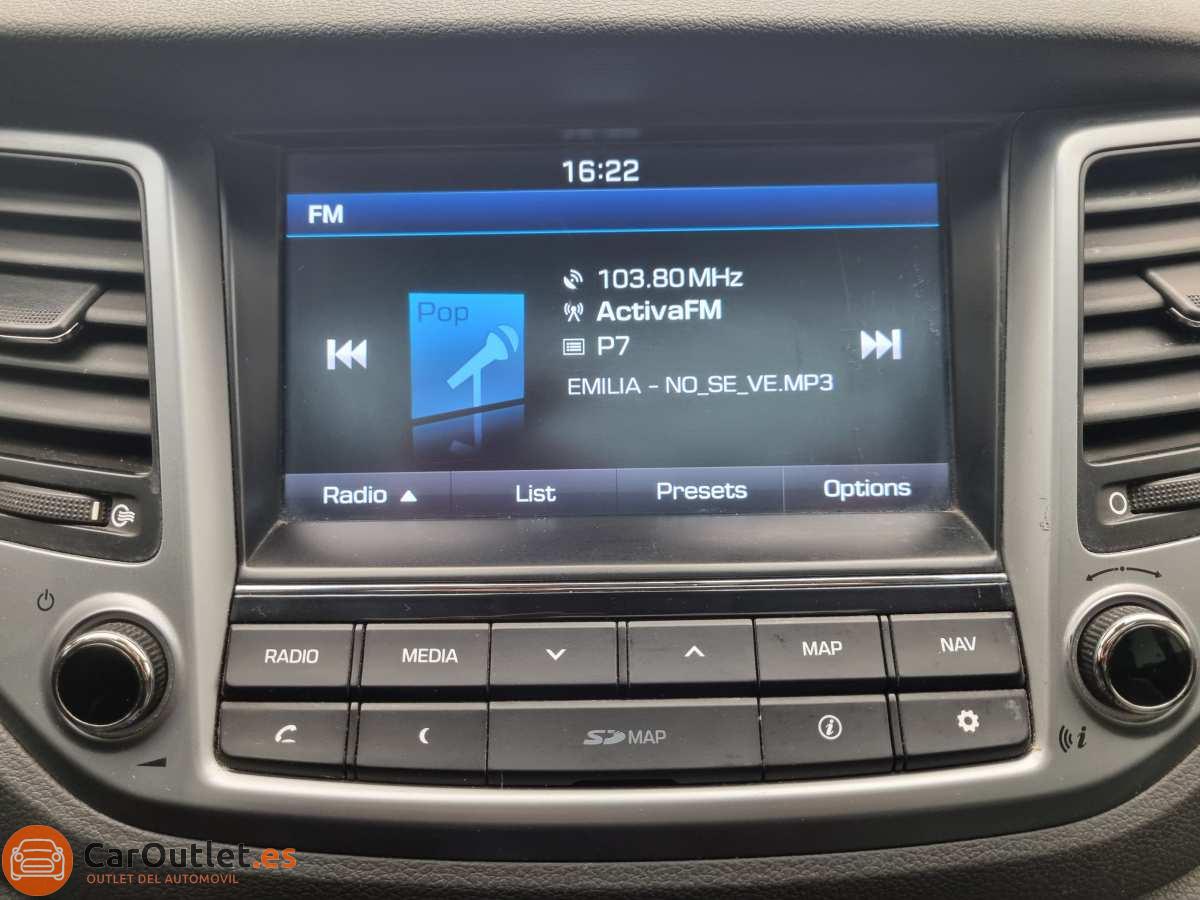 16:22
FM
Pop
103.80MHz
ActivaFM
P7
EMILIA - NO_SE_VE.MP3
Radio ▲
List
Presets
Options
RADIO
MEDIA
MAP
NAV
SD MAP
i
i
CarOutlet.es
OUTLET DEL AUTOMOVIL